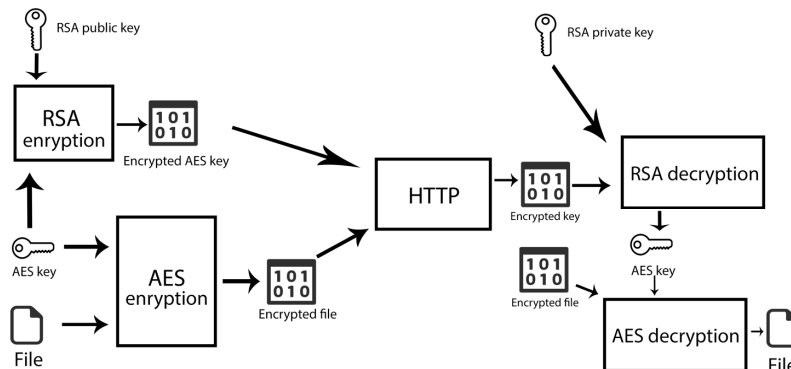 RSA public key
RSA private key
RSA
enryption
101
010
Encrypted AES key
HTTP
101
010
Encrypted key
RSA decryption
AES key
AES
enryption
101
010
Encrypted file
File
AES key
101
010
Encrypted file
AES decryption
File